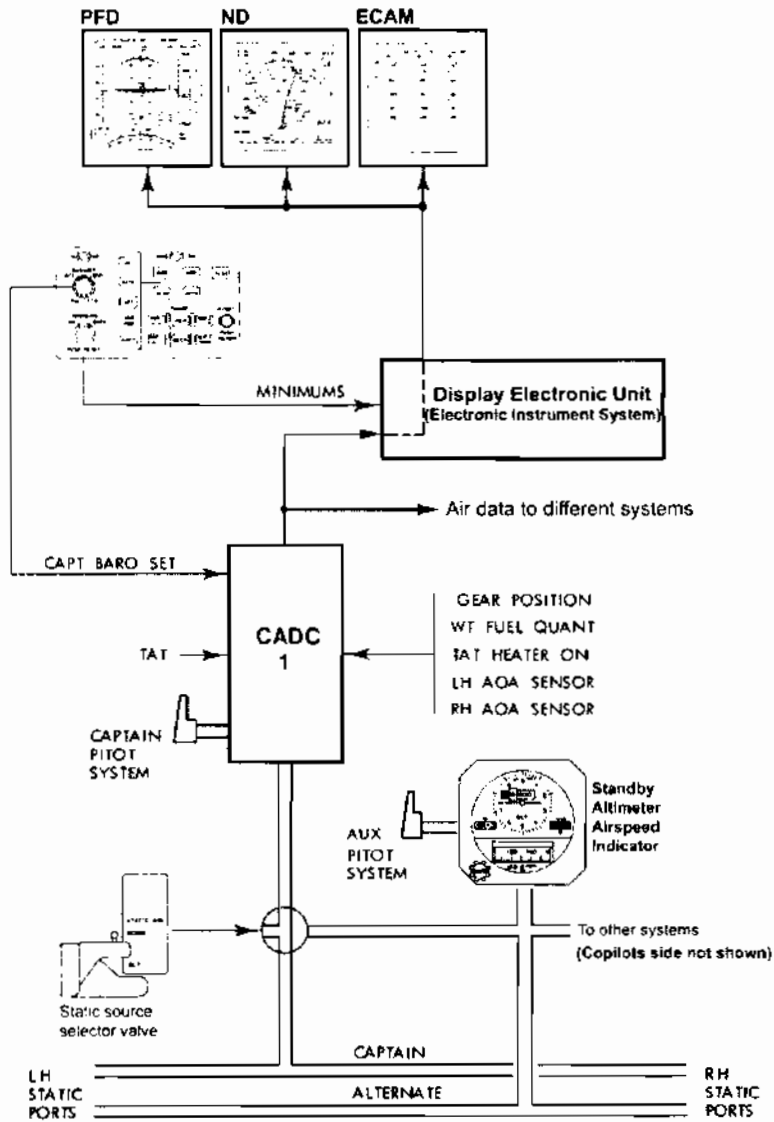 PFD
ND
ECAM
MINIMUMS
Display Electronic Unit
(Electronic Instrument System)
Air data to different systems
CAPT BARO SET
CADC
1
TAT
GEAR POSITION
WT FUEL QUANT
TAT HEATER ON
LH AOA SENSOR
RH AOA SENSOR
CAPTAIN
PITOT
SYSTEM
AUX
PITOT
SYSTEM
Standby
Altimeter
Airspeed
Indicator
To other systems
(Copilots side not shown)
Static source
selector valve
CAPTAIN
ALTERNATE
LH
STATIC
PORTS
RH
STATIC
PORTS